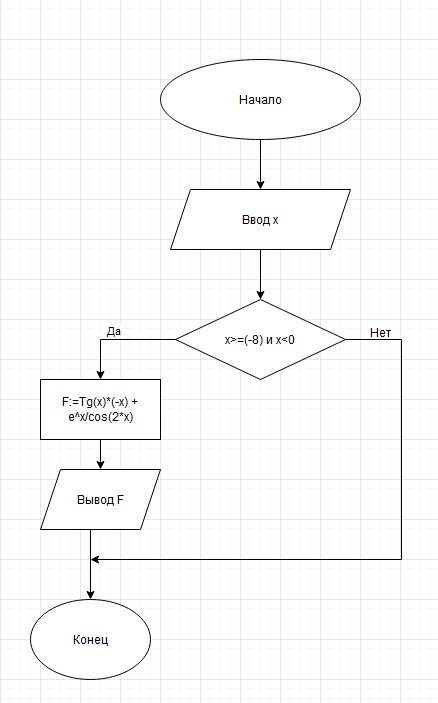 Начало
Ввод x
x>=(-8) и x<0
Да
Нет
F:=Tg(x)*(-x) +
e^x/cos(2*x)
Вывод F
Конец